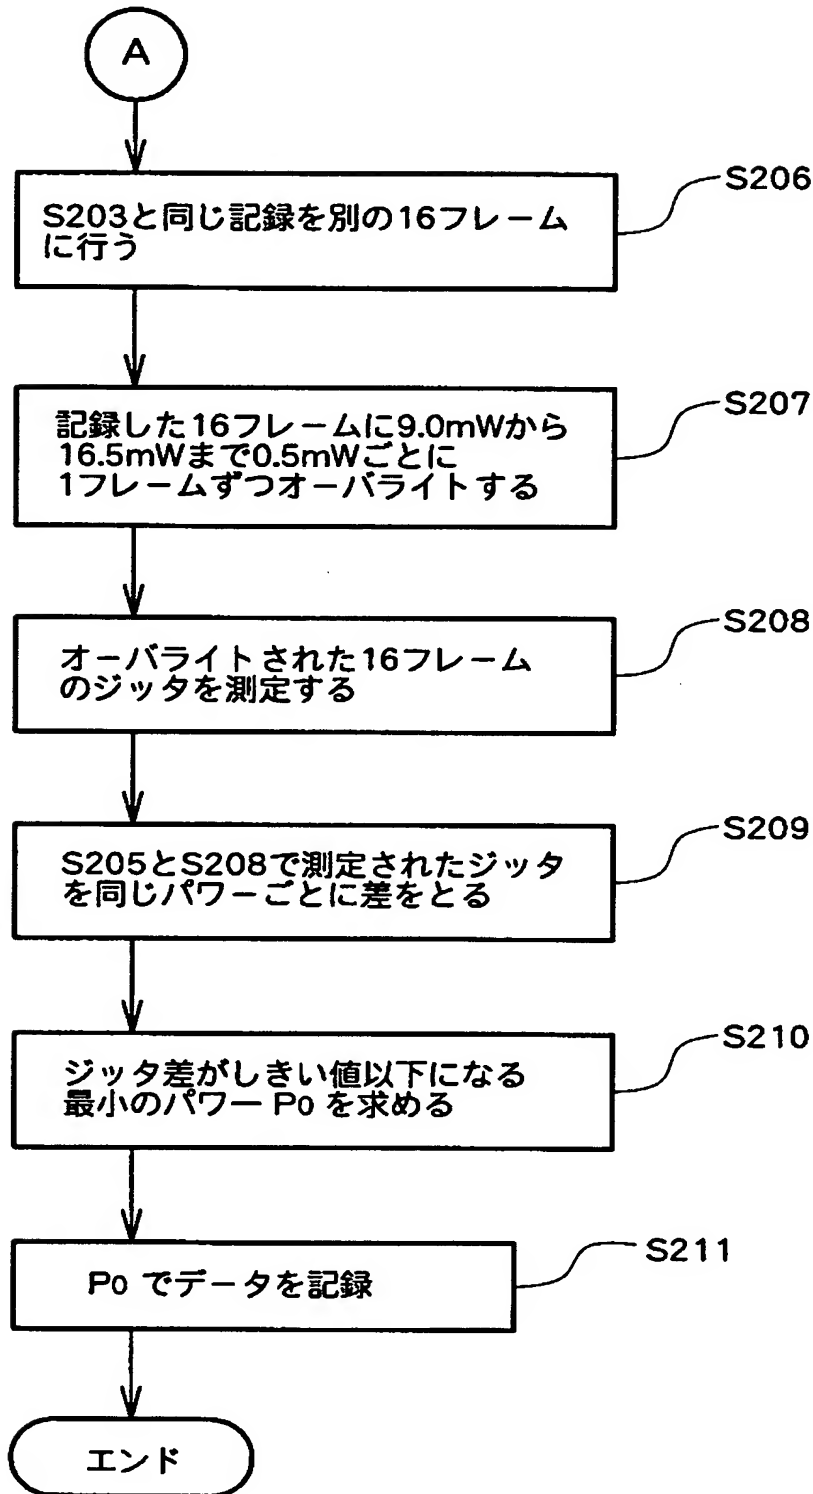 A
S206
S203と同じ記録を別の16フレーム
に行う
S207
記録した16フレームに9.0mWから
16.5mWまで0.5mWごとに
1フレームずつオーバライトする
S208
オーバライトされた16フレーム
のジッタを測定する
S209
S205とS208で測定されたジッタ
を同じパワーごとに差をとる
S210
ジッタ差がしきい値以下になる
最小のパワー Po を求める
S211
Po でデータを記録
エンド